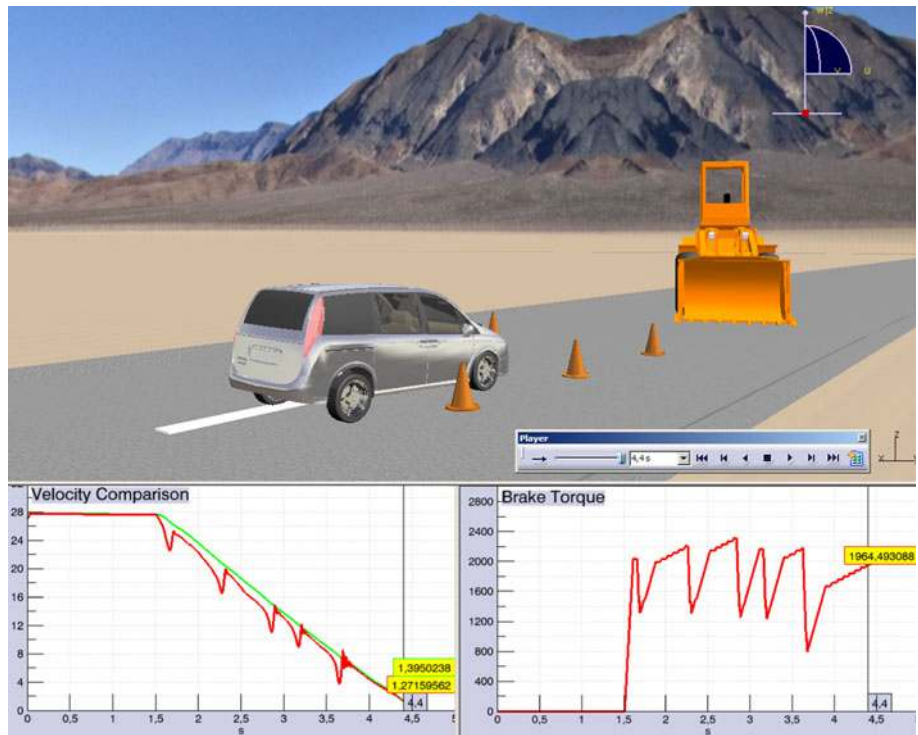 W|Z
V U
Player
4,4 s
z
x
Velocity Comparison
Brake Torque
28
24
20
16
12
8
4
0
1,3950238
1,27159562
4,4
0 0,5 1 1,5 2 2,5 3 3,5 4 4,5
s
2800
2400
2000
1600
1200
800
400
0
1964,493088
4,4
0 0,5 1 1,5 2 2,5 3 3,5 4 4,5
s